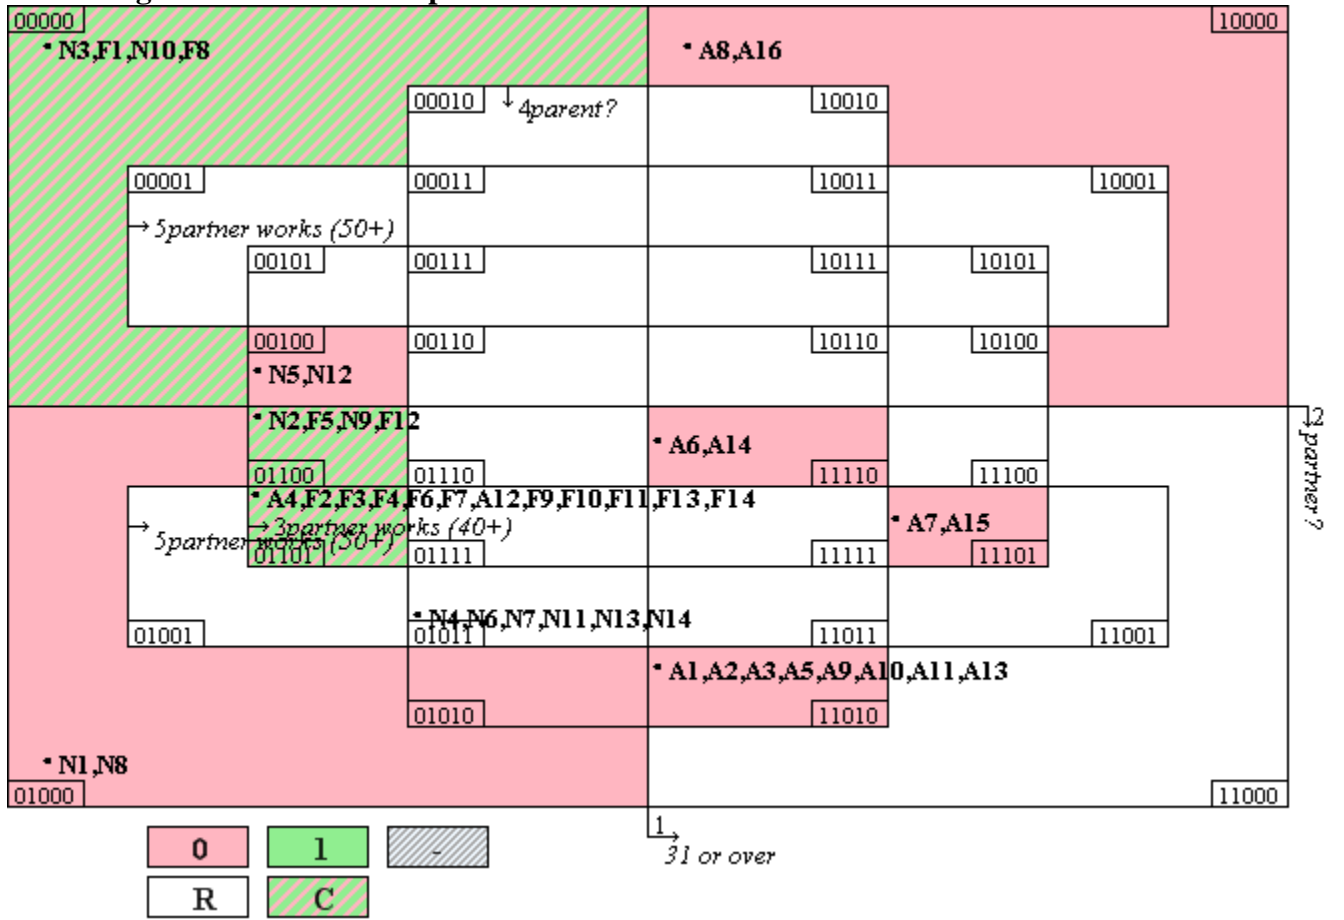 00000 10000
N3,F1,N10,F8 A8,A16
00010 4parent? 10010
00001 00011 10011 10001
5partner works (50+)
00101 00111 10111 10101
00100 00110 10110 10100
N5,N12
N2,F5,N9,F12 2
partner?
A6,A14
01100 01110 11110 11100
A4,F2,F3,F4,F6,F7,A12,F9,F10,F11,F13,F14
3partner works (40+) A7,A15
5partner works (50+)
01101 01111 11111 11101
N4,N6,N7,N11,N13,N14
01001 01011 11011 11001
A1,A2,A3,A5,A9,A10,A11,A13
01010 11010
N1,N8
01000 11000
1
31 or over
0 1 -
R C